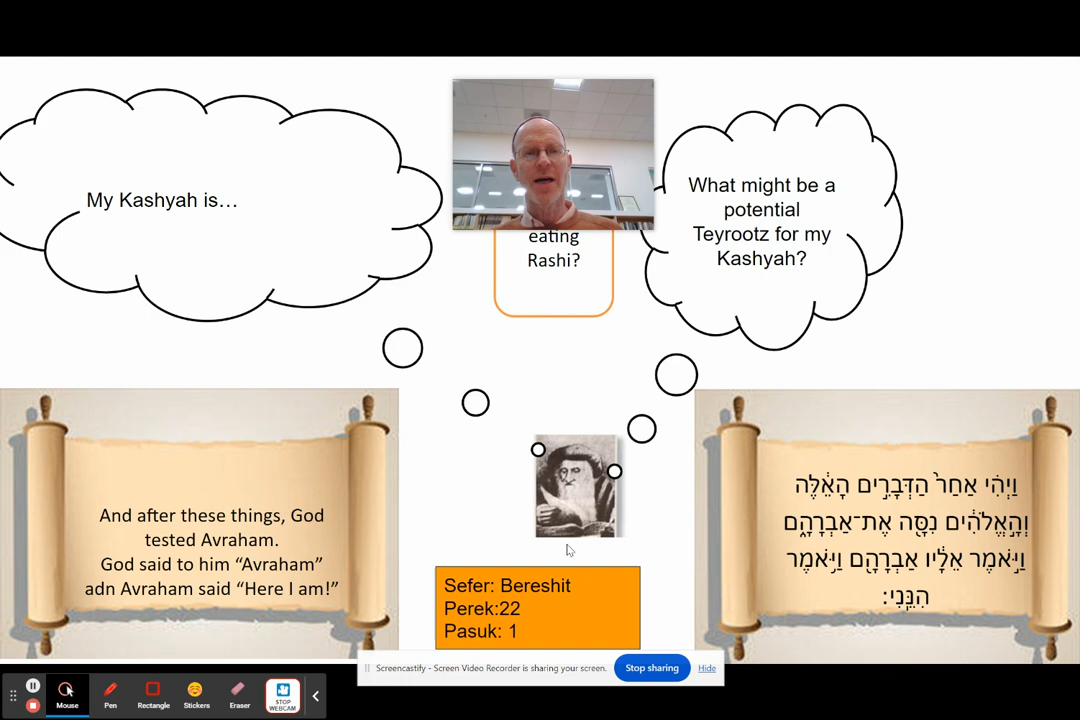 My Kashyah is…
eating
Rashi?
What might be a
potential
Teyrootz for my
Kashyah?
And after these things, God
tested Avraham.
God said to him “Avraham”
adn Avraham said “Here I am!”
Sefer: Bereshit
Perek:22
Pasuk: 1
וַיְהִ֗י אַחַר֙ הַדְּבָרִ֣ים הָאֵ֔לֶּה
וְהָ֣אֱלֹהִ֔ים נִסָּ֖ה אֶת־אַבְרָהָ֑ם
וַיֹּ֣אמֶר אֵלָ֔יו אַבְרָהָ֖ם וַיֹּ֥אמֶר
הִנֵּֽנִי׃
Screencastify - Screen Video Recorder is sharing your screen.
Stop sharing
Hide
Mouse
Pen
Rectangle
Stickers
Eraser
STOP
WEBCAM